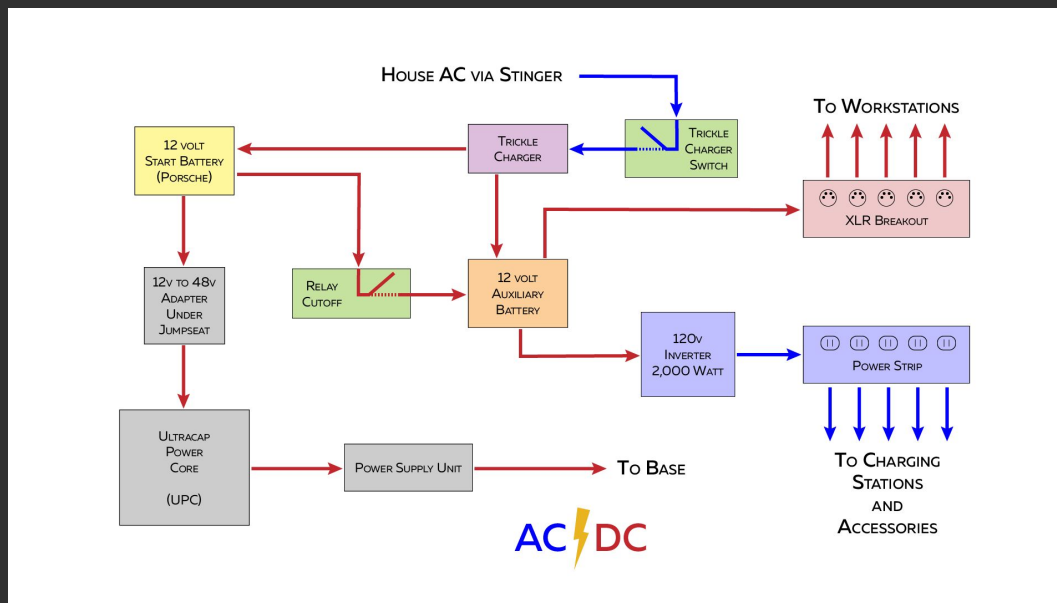 House AC via Stinger
To Workstations
12 volt
Start Battery
(Porsche)
Trickle
Charger
Trickle
Charger
Switch
XLR Breakout
12v to 48v
Adapter
Under
Jumpseat
Relay
Cutoff
12 volt
Auxiliary
Battery
120v
Inverter
2,000 Watt
Power Strip
Ultracap
Power
Core
(UPC)
Power Supply Unit
To Base
To Charging
Stations
and
Accessories
AC DC